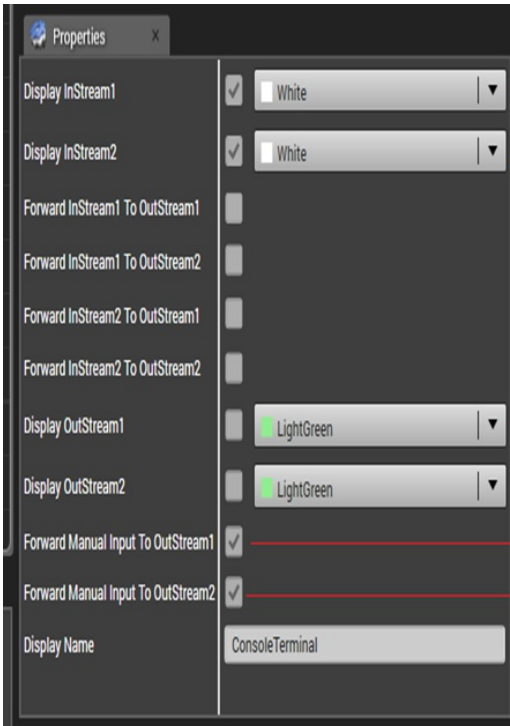 Properties x
Display InStream1 White
Display InStream2 White
Forward InStream1 To OutStream1
Forward InStream1 To OutStream2
Forward InStream2 To OutStream1
Forward InStream2 To OutStream2
Display OutStream1 LightGreen
Display OutStream2 LightGreen
Forward Manual Input To OutStream1
Forward Manual Input To OutStream2
Display Name ConsoleTerminal